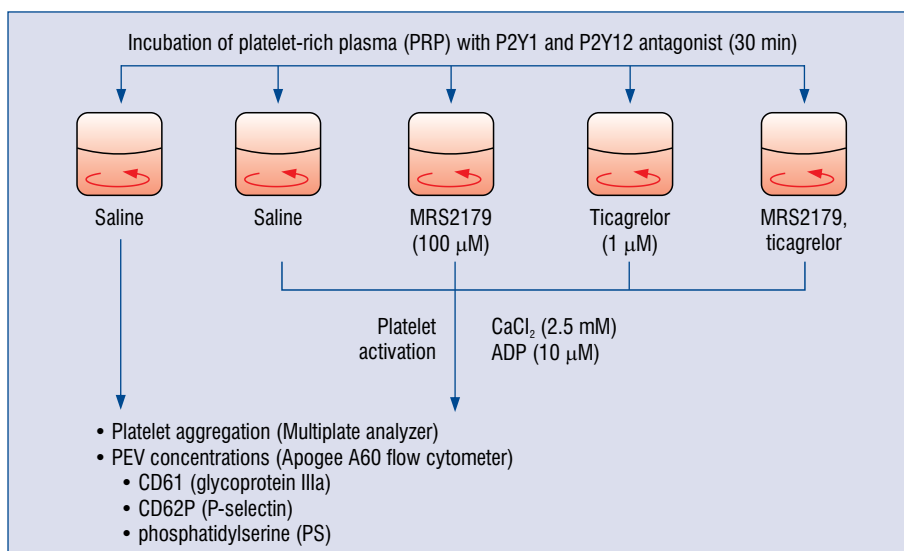 Incubation of platelet-rich plasma (PRP) with P2Y1 and P2Y12 antagonist (30 min)
Saline
Saline
MRS2179
(100 μM)
Ticagrelor
(1 μM)
MRS2179,
ticagrelor
Platelet
activation
CaCl₂ (2.5 mM)
ADP (10 μM)
• Platelet aggregation (Multiplate analyzer)
• PEV concentrations (Apogee A60 flow cytometer)
• CD61 (glycoprotein IIIa)
• CD62P (P-selectin)
• phosphatidylserine (PS)